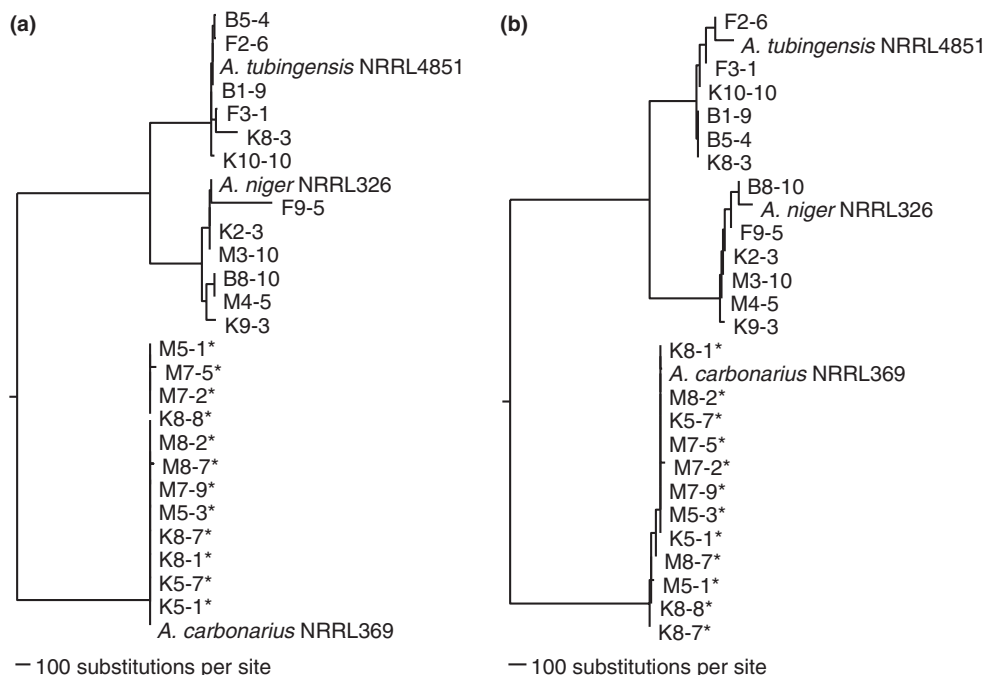 (a)
B5-4
F2-6
A. tubingensis NRRL4851
B1-9
F3-1
K8-3
K10-10
A. niger NRRL326
F9-5
K2-3
M3-10
B8-10
M4-5
K9-3
M5-1*
M7-5*
M7-2*
K8-8*
M8-2*
M8-7*
M7-9*
M5-3*
K8-7*
K8-1*
K5-7*
K5-1*
A. carbonarius NRRL369
– 100 substitutions per site
(b)
F2-6
A. tubingensis NRRL4851
F3-1
K10-10
B1-9
B5-4
K8-3
B8-10
A. niger NRRL326
F9-5
K2-3
M3-10
M4-5
K9-3
K8-1*
A. carbonarius NRRL369
M8-2*
K5-7*
M7-5*
M7-2*
M7-9*
M5-3*
K5-1*
M8-7*
M5-1*
K8-8*
K8-7*
– 100 substitutions per site